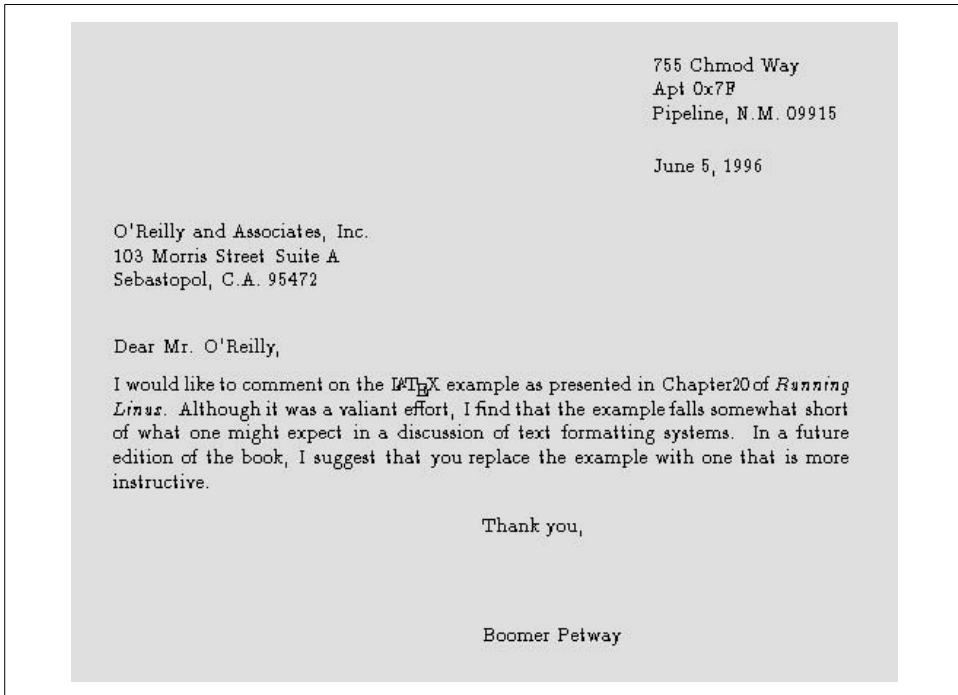 755 Chmod Way
Apt 0x7F
Pipeline, N.M. 09915
June 5, 1996
O'Reilly and Associates, Inc.
103 Morris Street Suite A
Sebastopol, C.A. 95472
Dear Mr. O'Reilly,
I would like to comment on the LATEX example as presented in Chapter20 of Running
Linux. Although it was a valiant effort, I find that the example falls somewhat short
of what one might expect in a discussion of text formatting systems. In a future
edition of the book, I suggest that you replace the example with one that is more
instructive.
Thank you,
Boomer Petway